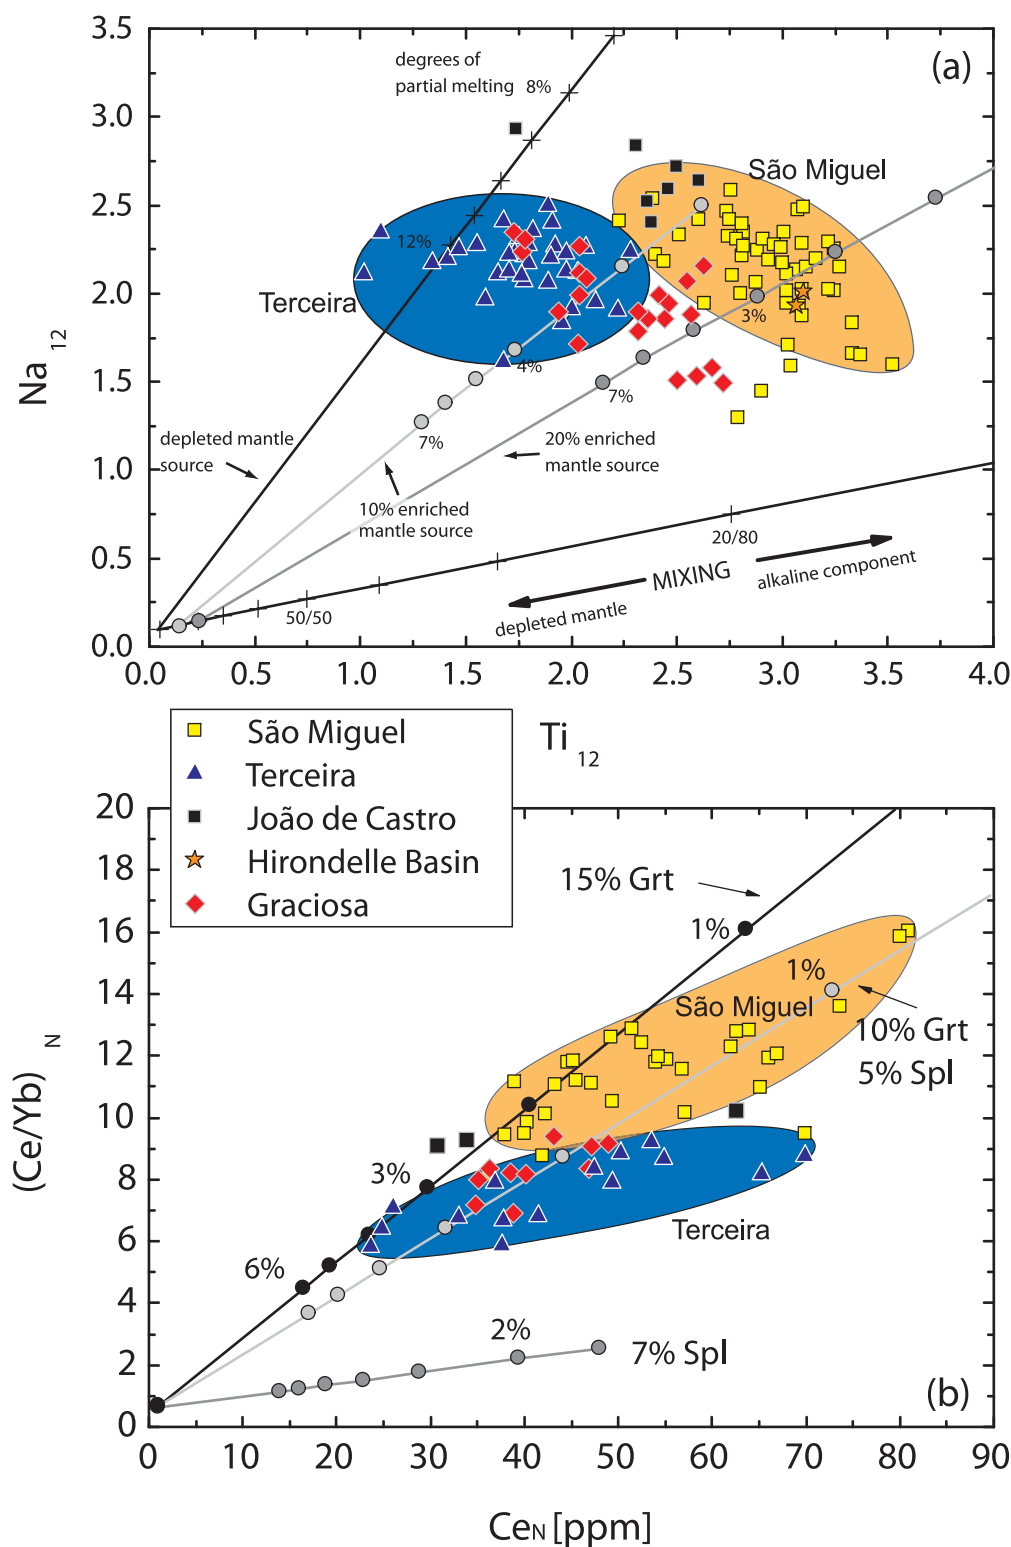 3.5
3.0
2.5
2.0
1.5
1.0
0.5
0.0
Na 12
(a)
degrees of
partial melting 8%
São Miguel
12%
Terceira
3%
4%
7%
7%
depleted mantle
source
20% enriched
mantle source
10% enriched
mantle source
20/80
MIXING
alkaline component
50/50
depleted mantle
0.0 0.5 1.0 1.5 2.0 2.5 3.0 3.5 4.0
Ti 12
São Miguel
Terceira
João de Castro
Hirondelle Basin
Graciosa
20
18
16
14
12
10
8
6
4
2
0
(Ce/Yb) N
15% Grt
1%
1%
São Miguel
10% Grt
5% Spl
3%
Terceira
6%
2%
7% Spl
(b)
0 10 20 30 40 50 60 70 80 90
CeN [ppm]